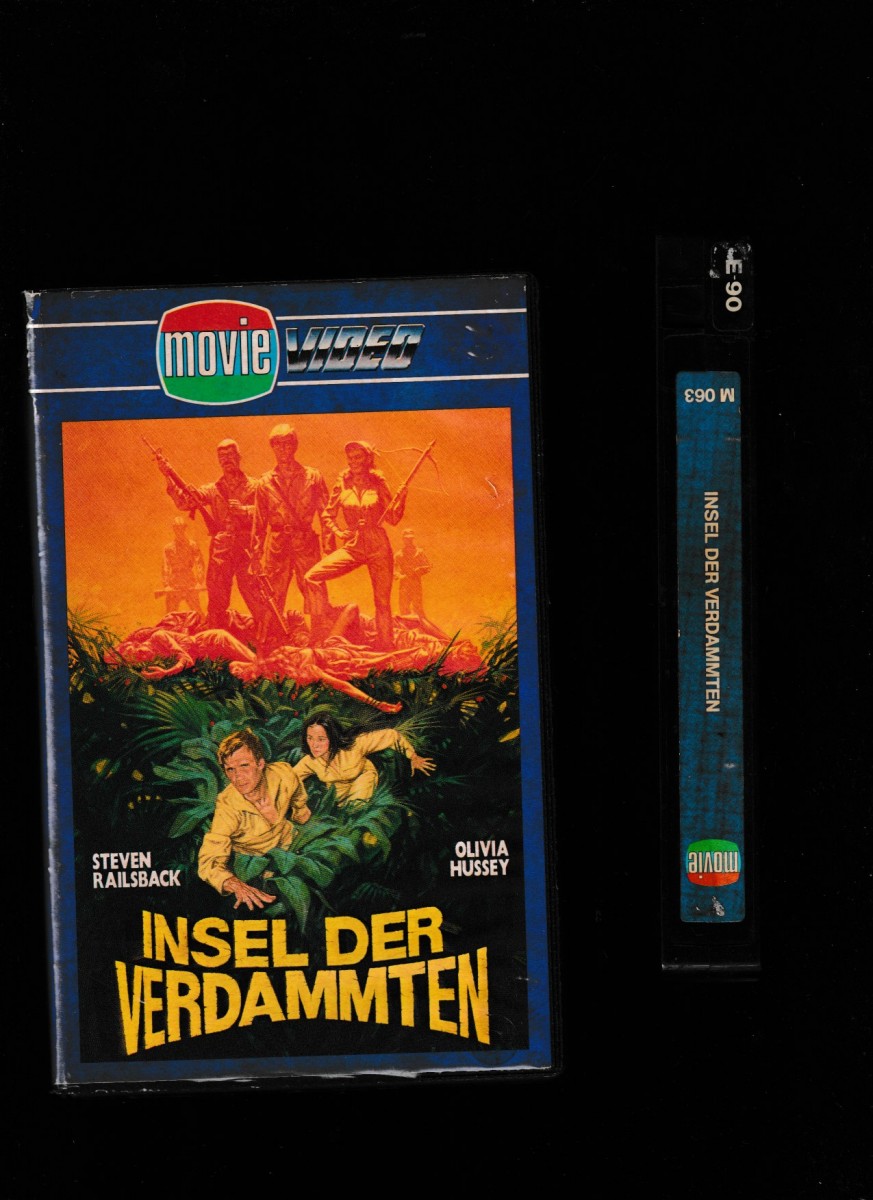 movie VIDEO
STEVEN
RAILSBACK
OLIVIA
HUSSEY
INSEL DER
VERDAMMTEN
E-90
M 063
INSEL DER VERDAMMTEN
movie